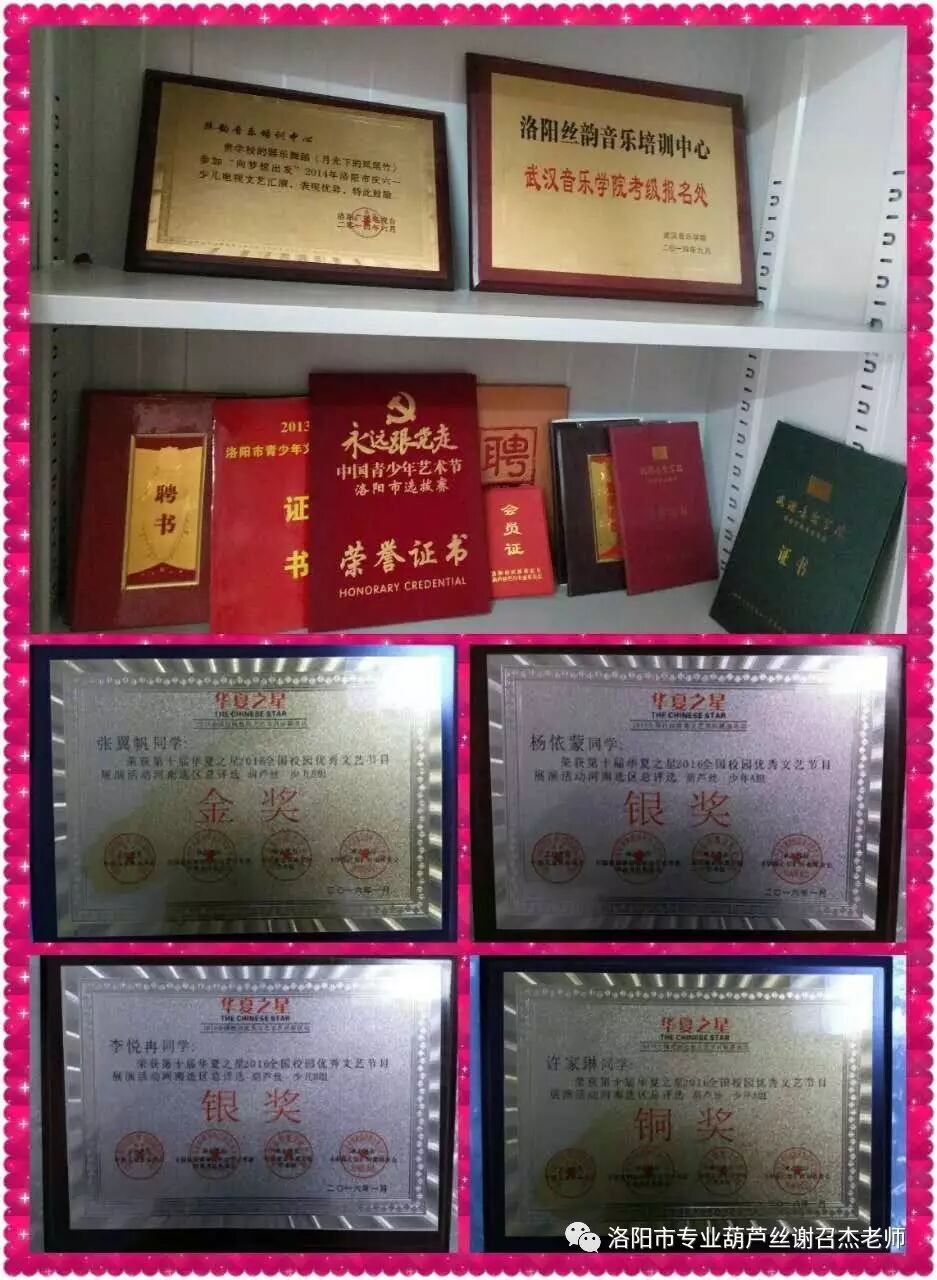 丝韵音乐培训中心
贵学校的器乐舞蹈《月光下的凤尾竹》
参加“向梦想出发”2014年洛阳市庆六一
少儿电视文艺汇演,表现优异,特此鼓励
二〇一四年六月
洛阳丝韵音乐培训中心
武汉音乐学院考级报名处
武汉音乐学院
二〇一四年九月
聘书
2013
洛阳市青少年文
证
书
永远跟党走
中国青少年艺术节
洛阳市选拔赛
荣誉证书
HONORARY CREDENTIAL
聘
会员证
武汉音乐学院
证书
华夏之星
THE CHINESE STAR
张翼帆同学:
荣获第十届华夏之星2016全国校园优秀文艺节目
展演活动河南选区总评选 葫芦丝 少儿B组
金奖
二〇一六年一月
华夏之星
THE CHINESE STAR
杨依蒙同学:
荣获第十届华夏之星2016全国校园优秀文艺节目
展演活动河南选区总评选 葫芦丝 少年A组
银奖
二〇一六年一月
华夏之星
THE CHINESE STAR
李悦冉同学:
荣获第十届华夏之星2016全国校园优秀文艺节目
展演活动河南选区总评选 葫芦丝 少儿B组
银奖
二〇一六年一月
华夏之星
THE CHINESE STAR
许家琳同学:
荣获第十届华夏之星2016全国校园优秀文艺节目
展演活动河南选区总评选 葫芦丝 少年A组
铜奖
洛阳市专业葫芦丝谢召杰老师